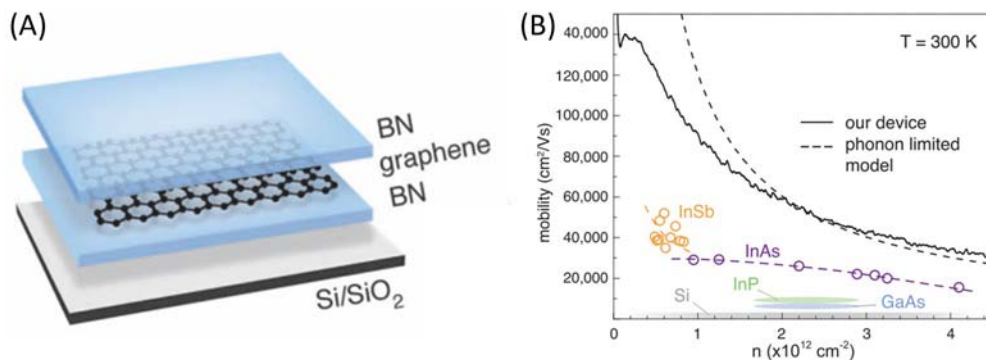 (A)
BN
graphene
BN
Si/SiO2
(B)
T = 300 K
our device
phonon limited
model
mobility (cm²/Vs)
120,000
100,000
80,000
60,000
40,000
20,000
0
InSb
InAs
InP
GaAs
Si
0 1 2 3 4
n (x10¹² cm⁻²)